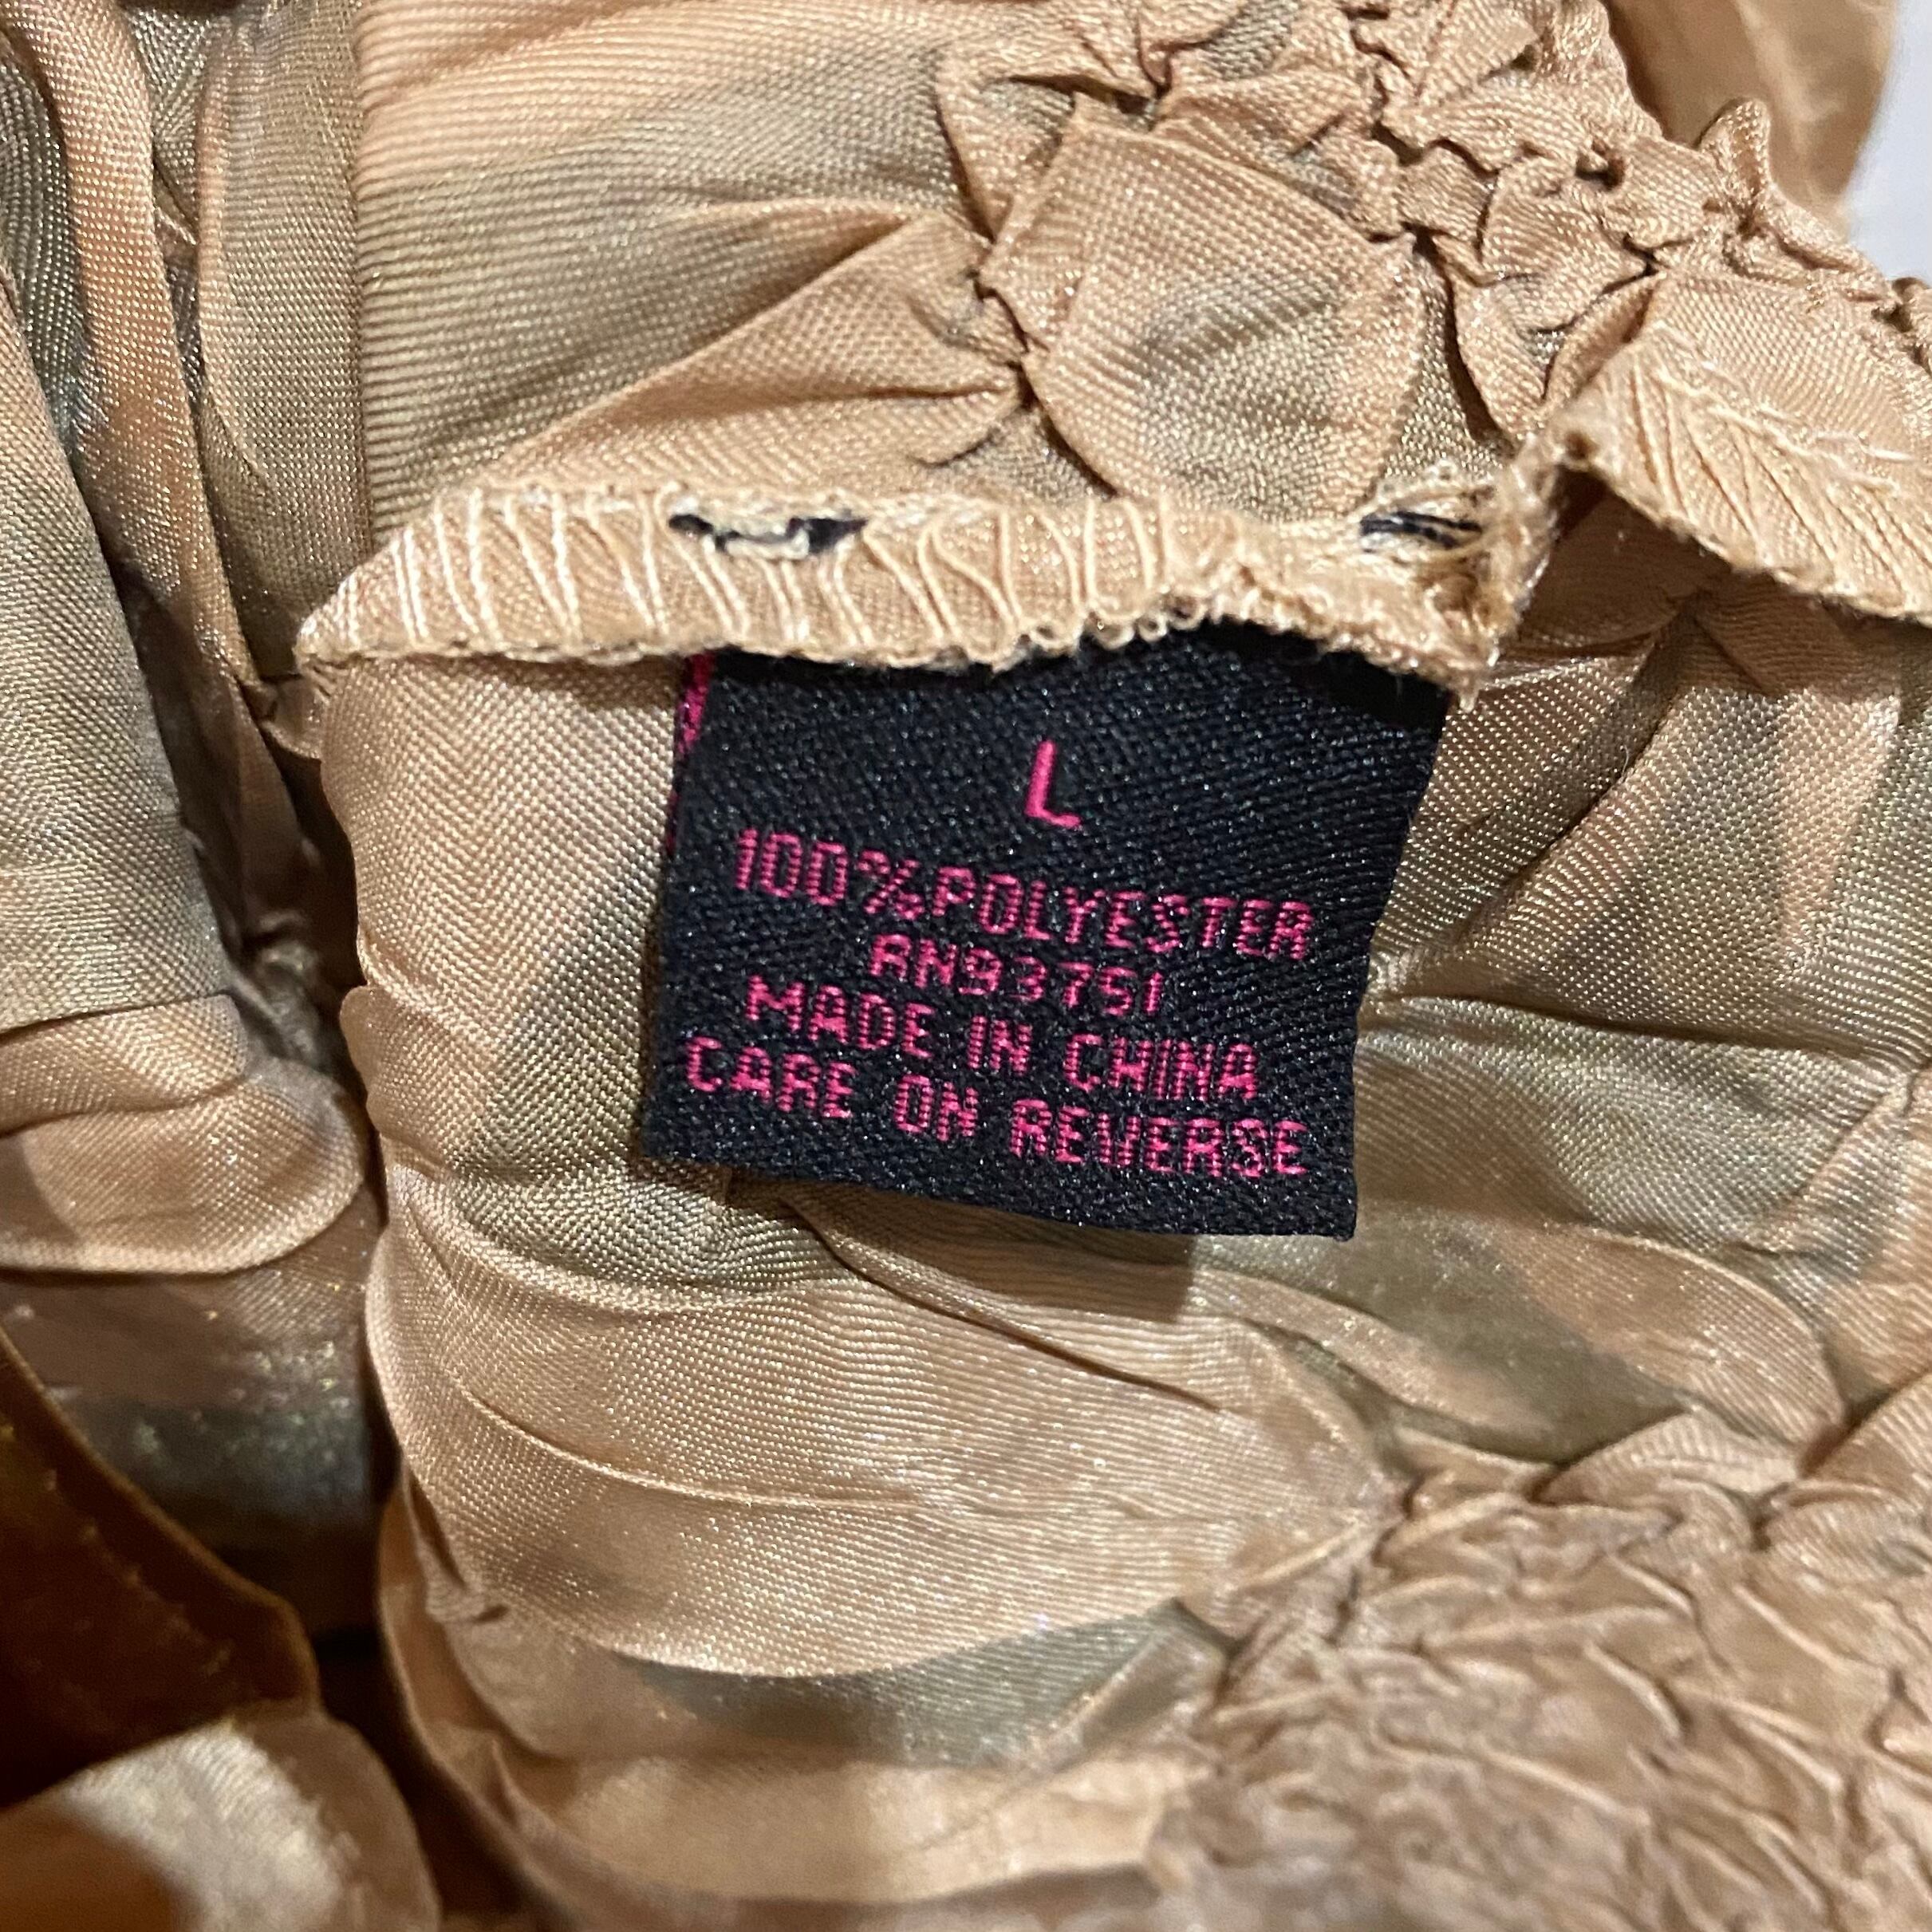 L
100%POLYESTER
RN93751
MADE IN CHINA
CARE ON REVERSE